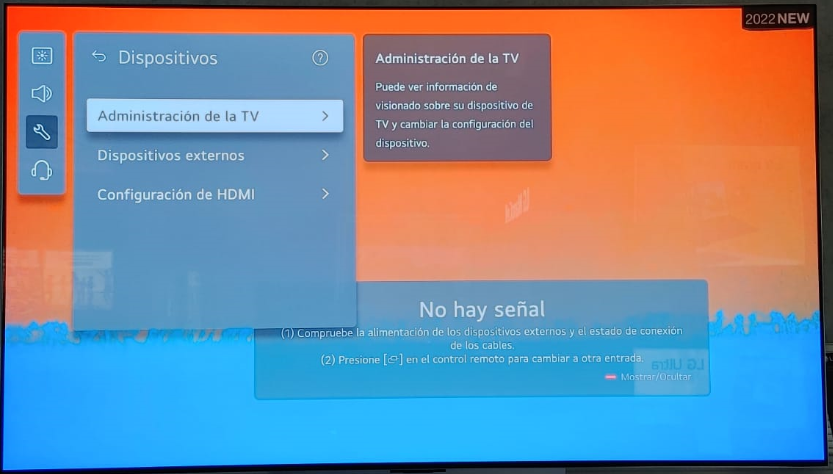 2022 NEW
Dispositivos
Administración de la TV
Dispositivos externos
Configuración de HDMI
Administración de la TV
Puede ver información de
visionado sobre su dispositivo de
TV y cambiar la configuración del
dispositivo.
No hay señal
(1) Compruebe la alimentación de los dispositivos externos y el estado de conexión
de los cables.
(2) Presione [ ] en el control remoto para cambiar a otra entrada.
LG Ultra
Mostrar/Ocultar